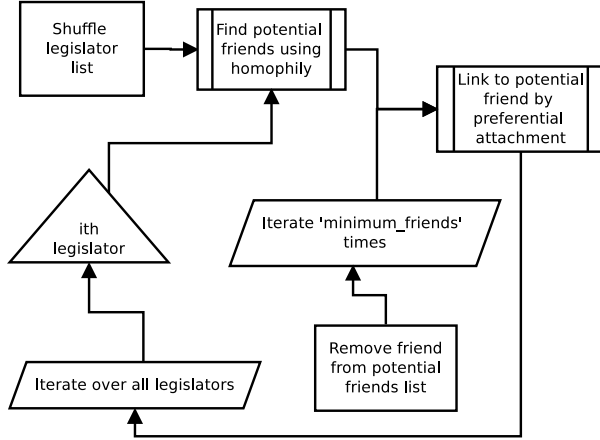 Shuffle
legislator
list
Find potential
friends using
homophily
Link to potential
friend by
preferential
attachment
ith
legislator
Iterate 'minimum_friends'
times
Iterate over all legislators
Remove friend
from potential
friends list